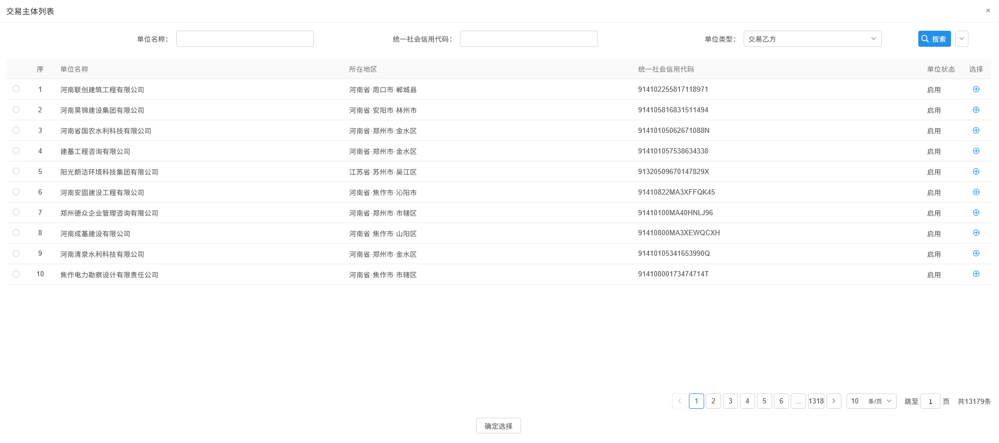 交易主体列表 ×
单位名称： 统一社会信用代码： 单位类型： 交易乙方 搜索
序 单位名称 所在地区 统一社会信用代码 单位状态 选择
1 河南联创建筑工程有限公司 河南省·周口市·郸城县 914102255817118971 启用
2 河南昊锦建设集团有限公司 河南省·安阳市·林州市 914105816831511494 启用
3 河南省国农水利科技有限公司 河南省·郑州市·金水区 91410105062671088N 启用
4 建基工程咨询有限公司 河南省·郑州市·金水区 914101057538634338 启用
5 阳光朗洁环境科技集团有限公司 江苏省·苏州市·吴江区 91320509670147829X 启用
6 河南安固建设工程有限公司 河南省·焦作市·沁阳市 91410822MA3XFFQK45 启用
7 郑州德众企业管理咨询有限公司 河南省·郑州市·市辖区 91410100MA40HNLJ96 启用
8 河南成基建设有限公司 河南省·焦作市·山阳区 91410800MA3XEWQCXH 启用
9 河南清泉水利科技有限公司 河南省·郑州市·金水区 91410105341653990Q 启用
10 焦作电力勘察设计有限责任公司 河南省·焦作市·市辖区 91410800173474714T 启用
1 2 3 4 5 6 ... 1318 10 条/页 跳至 1 页 共13179条
确定选择